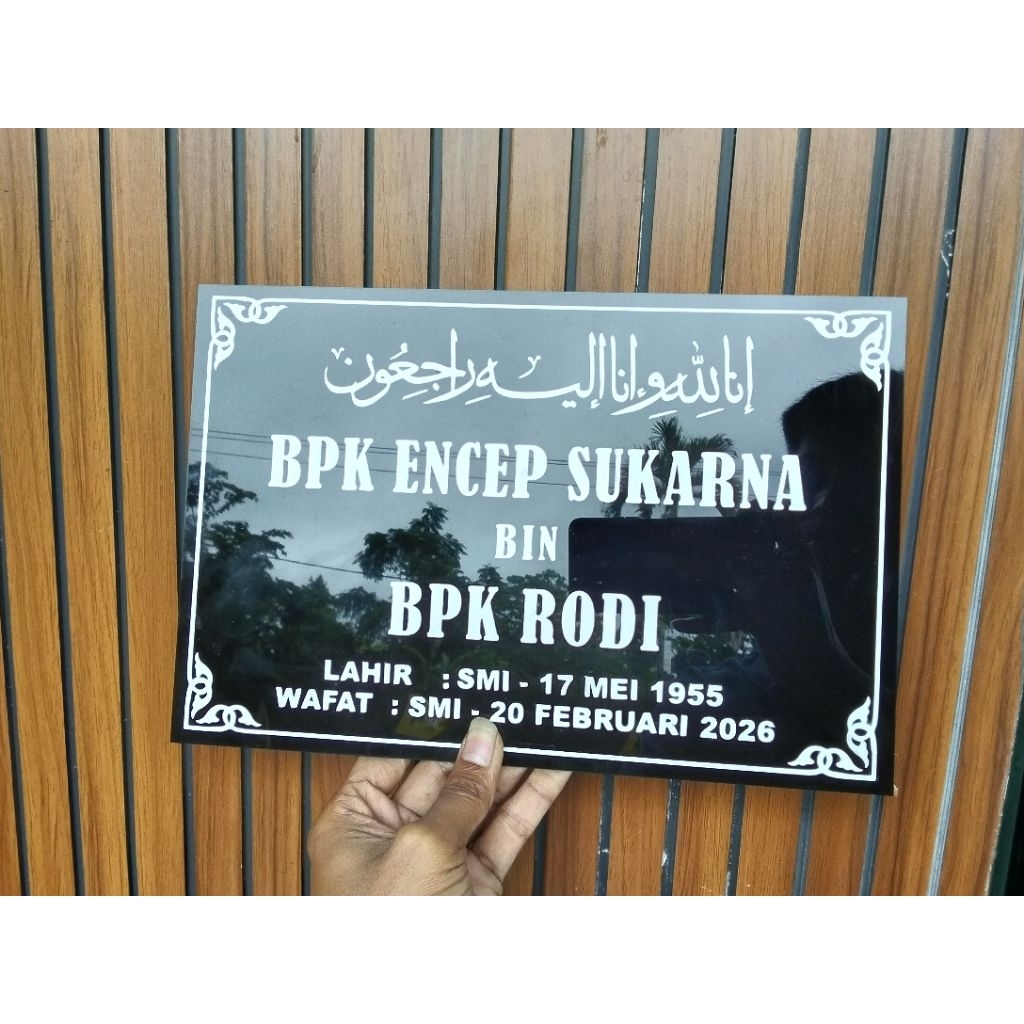 إنا لله وإنا إليه راجعون
BPK ENCEP SUKARNA
BIN
BPK RODI
LAHIR : SMI - 17 MEI 1955
WAFAT : SMI - 20 FEBRUARI 2026